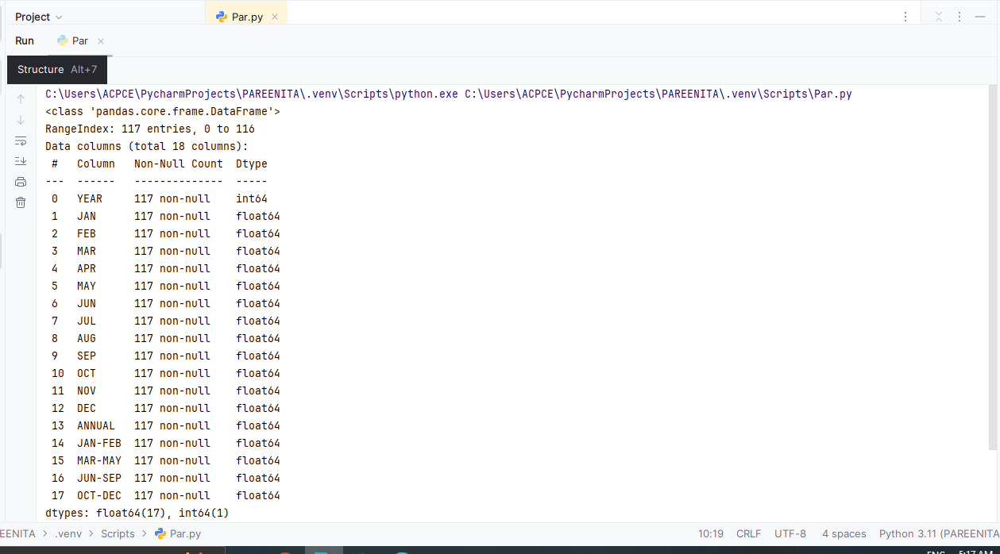 Project
Par.py
Run Par
Structure Alt+7
C:\Users\ACPCE\PycharmProjects\PAREENITA\.venv\Scripts\python.exe C:\Users\ACPCE\PycharmProjects\PAREENITA\.venv\Scripts\Par.py
<class 'pandas.core.frame.DataFrame'>
RangeIndex: 117 entries, 0 to 116
Data columns (total 18 columns):
 #   Column   Non-Null Count  Dtype
---  ------   --------------  -----
 0   YEAR     117 non-null    int64
 1   JAN      117 non-null    float64
 2   FEB      117 non-null    float64
 3   MAR      117 non-null    float64
 4   APR      117 non-null    float64
 5   MAY      117 non-null    float64
 6   JUN      117 non-null    float64
 7   JUL      117 non-null    float64
 8   AUG      117 non-null    float64
 9   SEP      117 non-null    float64
 10  OCT      117 non-null    float64
 11  NOV      117 non-null    float64
 12  DEC      117 non-null    float64
 13  ANNUAL   117 non-null    float64
 14  JAN-FEB  117 non-null    float64
 15  MAR-MAY  117 non-null    float64
 16  JUN-SEP  117 non-null    float64
 17  OCT-DEC  117 non-null    float64
dtypes: float64(17), int64(1)
EENITA > .venv > Scripts > Par.py 10:19 CRLF UTF-8 4 spaces Python 3.11 (PAREENITA
ENG 5:17 AM